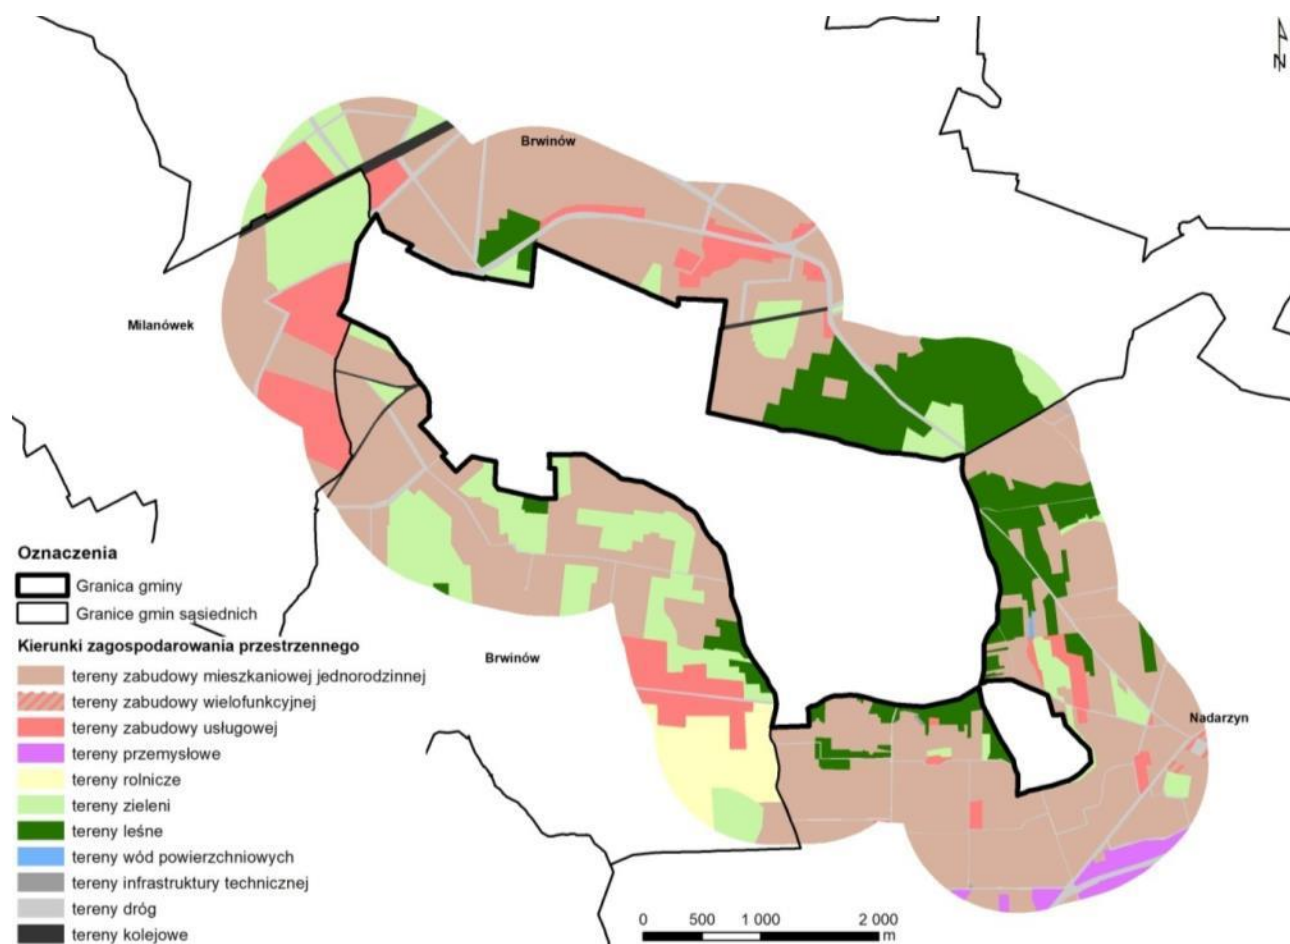 N
Brwinów
Milanówek
Oznaczenia
Granica gminy
Granice gmin sąsiednich
Kierunki zagospodarowania przestrzennego
tereny zabudowy mieszkaniowej jednorodzinnej
tereny zabudowy wielofunkcyjnej
tereny zabudowy usługowej
tereny przemysłowe
tereny rolnicze
tereny zieleni
tereny leśne
tereny wód powierzchniowych
tereny infrastruktury technicznej
tereny dróg
tereny kolejowe
Brwinów
Nadarzyn
0 500 1 000 2 000
m